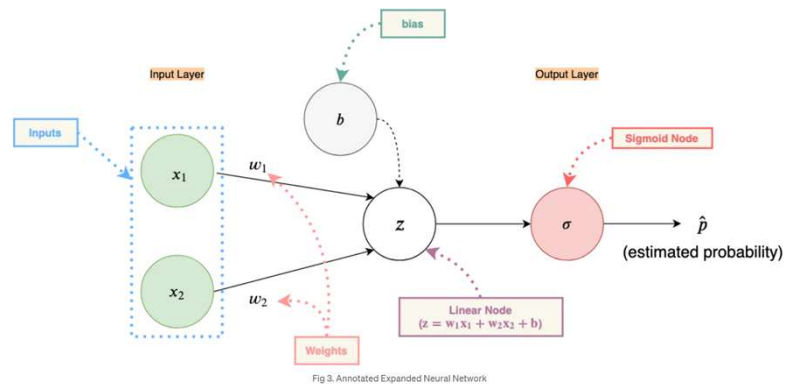 bias
Input Layer
Output Layer
b
Inputs
Sigmoid Node
x₁
w₁
z
σ
p̂
(estimated probability)
x₂
w₂
Linear Node
(z = w₁x₁ + w₂x₂ + b)
Weights
Fig 3. Annotated Expanded Neural Network